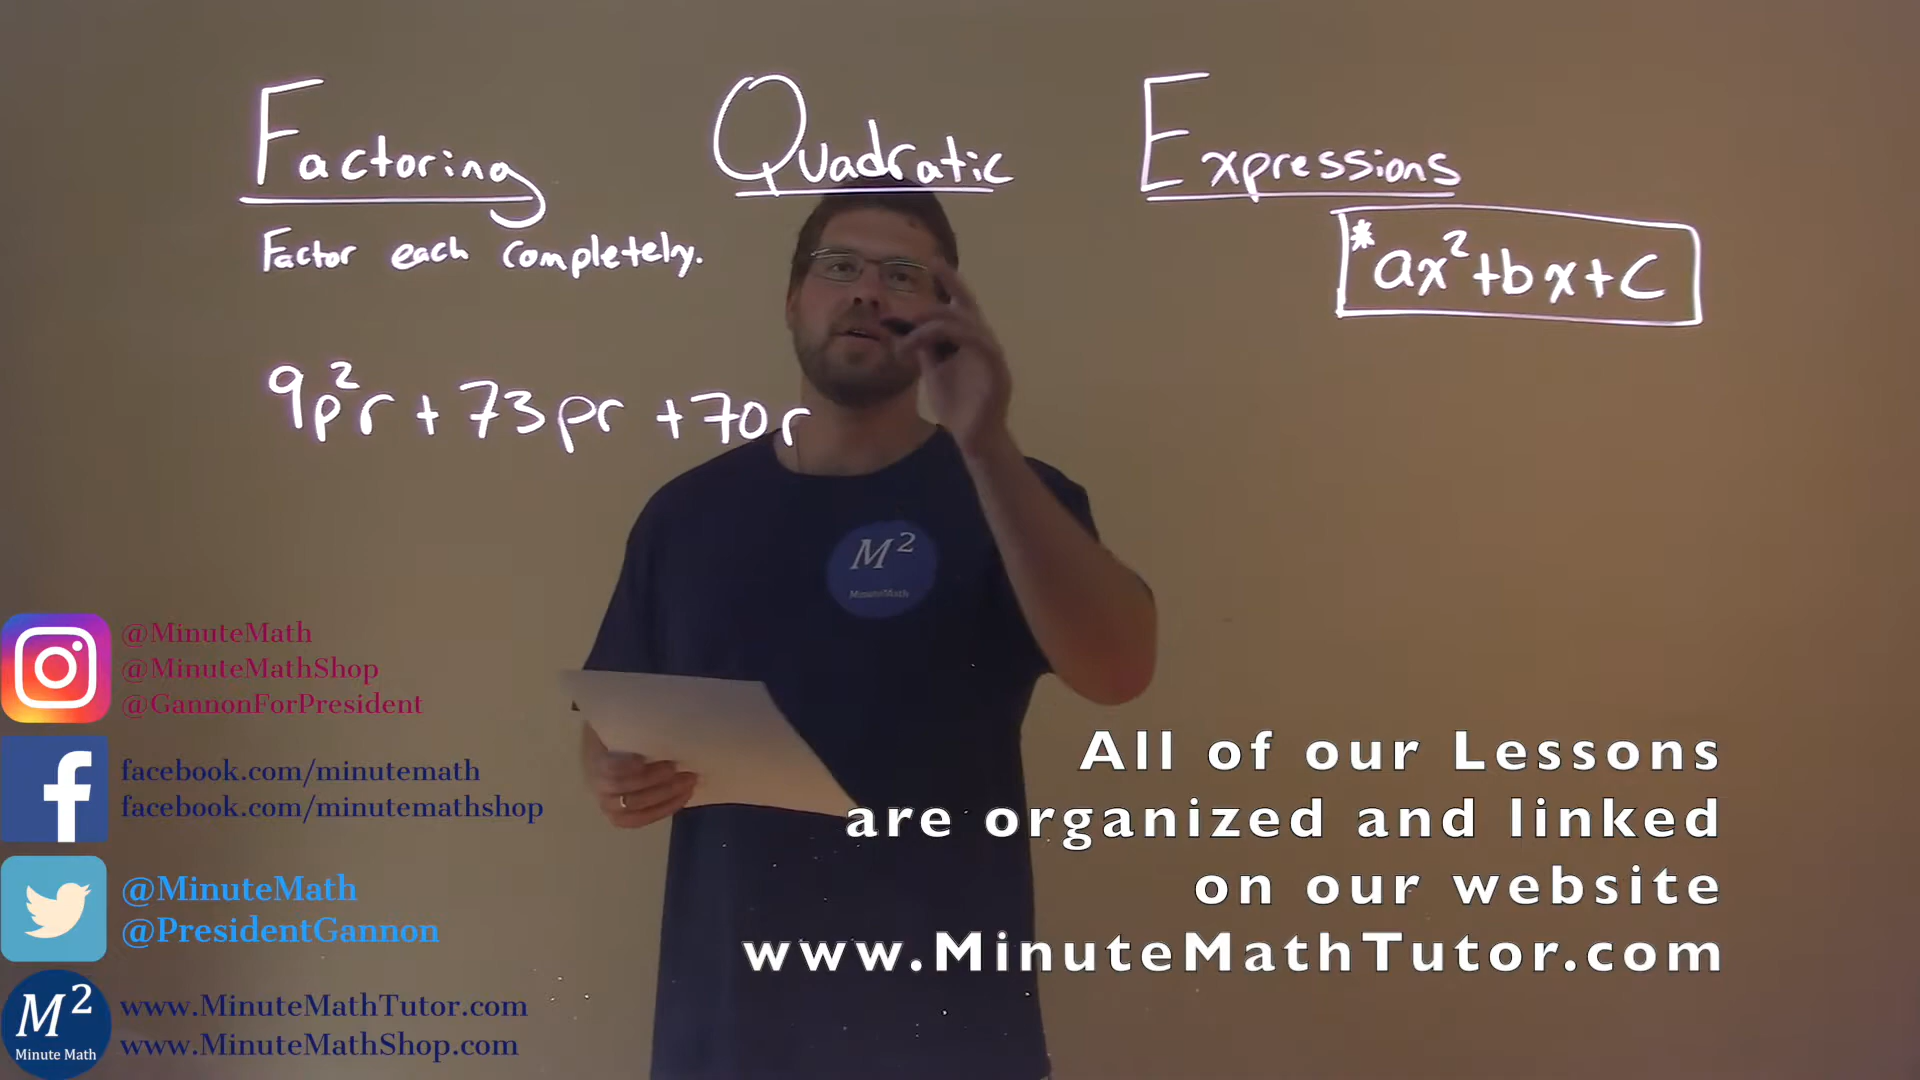 Factoring Quadratic Expressions
Factor each completely.
*ax²+bx+c
9p²r + 73pr + 70r
M²
MinuteMath
@MinuteMath
@MinuteMathShop
@GannonForPresident
facebook.com/minutemath
facebook.com/minutemathshop
@MinuteMath
@PresidentGannon
M²
Minute Math
www.MinuteMathTutor.com
www.MinuteMathShop.com
All of our Lessons
are organized and linked
on our website
www.MinuteMathTutor.com